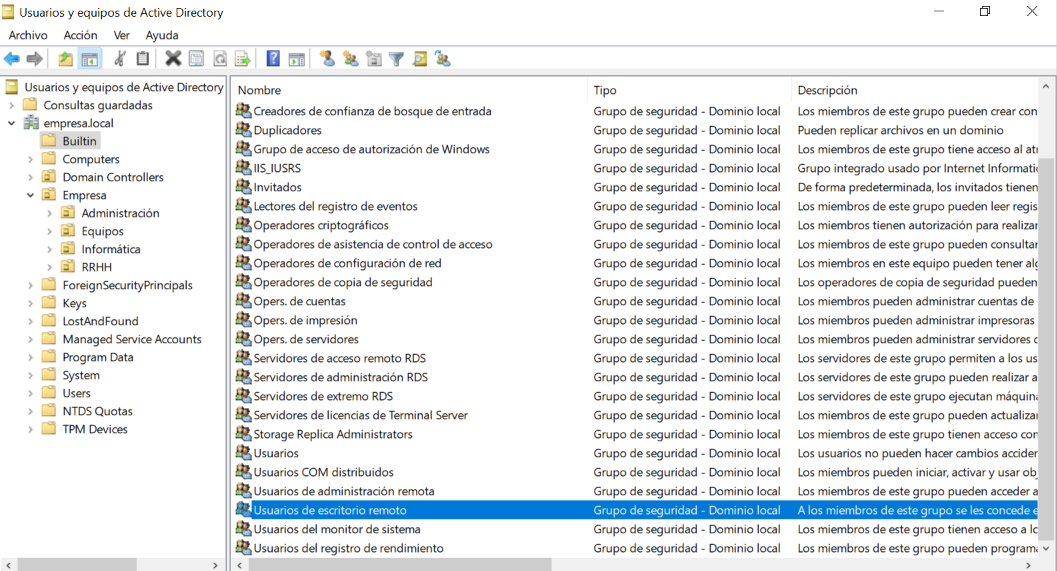 Usuarios y equipos de Active Directory
Archivo Acción Ver Ayuda
Usuarios y equipos de Active Directory
Consultas guardadas
empresa.local
Builtin
Computers
Domain Controllers
Empresa
Administración
Equipos
Informática
RRHH
ForeignSecurityPrincipals
Keys
LostAndFound
Managed Service Accounts
Program Data
System
Users
NTDS Quotas
TPM Devices
Nombre Tipo Descripción
Creadores de confianza de bosque de entrada Grupo de seguridad - Dominio local Los miembros de este grupo pueden crear con
Duplicadores Grupo de seguridad - Dominio local Pueden replicar archivos en un dominio
Grupo de acceso de autorización de Windows Grupo de seguridad - Dominio local Los miembros de este grupo tiene acceso al atr
IIS_IUSRS Grupo de seguridad - Dominio local Grupo integrado usado por Internet Informatic
Invitados Grupo de seguridad - Dominio local De forma predeterminada, los invitados tienen
Lectores del registro de eventos Grupo de seguridad - Dominio local Los miembros de este grupo pueden leer regis
Operadores criptográficos Grupo de seguridad - Dominio local Los miembros tienen autorización para realizar
Operadores de asistencia de control de acceso Grupo de seguridad - Dominio local Los miembros de este grupo pueden consultar
Operadores de configuración de red Grupo de seguridad - Dominio local Los miembros en este equipo pueden tener alg
Operadores de copia de seguridad Grupo de seguridad - Dominio local Los operadores de copia de seguridad pueden
Opers. de cuentas Grupo de seguridad - Dominio local Los miembros pueden administrar cuentas de
Opers. de impresión Grupo de seguridad - Dominio local Los miembros pueden administrar impresoras
Opers. de servidores Grupo de seguridad - Dominio local Los miembros pueden administrar servidores d
Servidores de acceso remoto RDS Grupo de seguridad - Dominio local Los servidores de este grupo permiten a los us
Servidores de administración RDS Grupo de seguridad - Dominio local Los servidores de este grupo pueden realizar a
Servidores de extremo RDS Grupo de seguridad - Dominio local Los servidores de este grupo ejecutan máquina
Servidores de licencias de Terminal Server Grupo de seguridad - Dominio local Los miembros de este grupo pueden actualizar
Storage Replica Administrators Grupo de seguridad - Dominio local Los miembros de este grupo tienen acceso con
Usuarios Grupo de seguridad - Dominio local Los usuarios no pueden hacer cambios accider
Usuarios COM distribuidos Grupo de seguridad - Dominio local Los miembros pueden iniciar, activar y usar obj
Usuarios de administración remota Grupo de seguridad - Dominio local Los miembros de este grupo pueden acceder a
Usuarios de escritorio remoto Grupo de seguridad - Dominio local A los miembros de este grupo se les concede e
Usuarios del monitor de sistema Grupo de seguridad - Dominio local Los miembros de este grupo tienen acceso a lo
Usuarios del registro de rendimiento Grupo de seguridad - Dominio local Los miembros de este grupo pueden programa